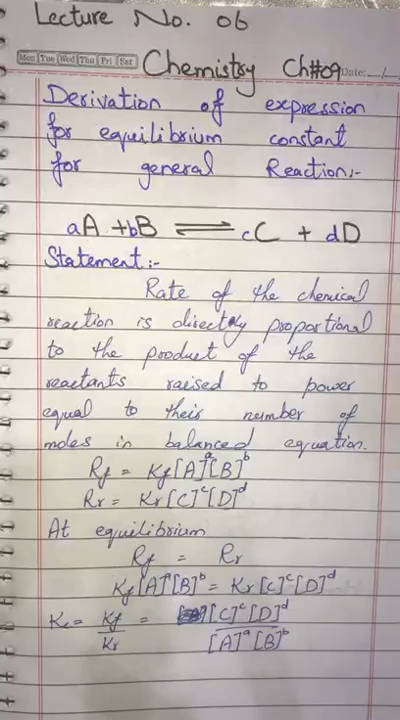 Lecture No. 06
Mon Tue Wed Thu Fri Sat Chemistry Ch#09 Date: __/__
Derivation of expression
for equilibrium constant
for general Reaction:-
aA + bB ⇌ cC + dD
Statement:-
Rate of the chemical
reaction is directly proportional
to the product of the
reactants raised to power
equal to their number of
moles in balanced equation.
Rf = Kf[A]^a[B]^b
Rr = Kr[C]^c[D]^d
At equilibrium
Rf = Rr
Kf[A]^a[B]^b = Kr[C]^c[D]^d
Kc = Kf/Kr = [C]^c[D]^d/[A]^a[B]^b